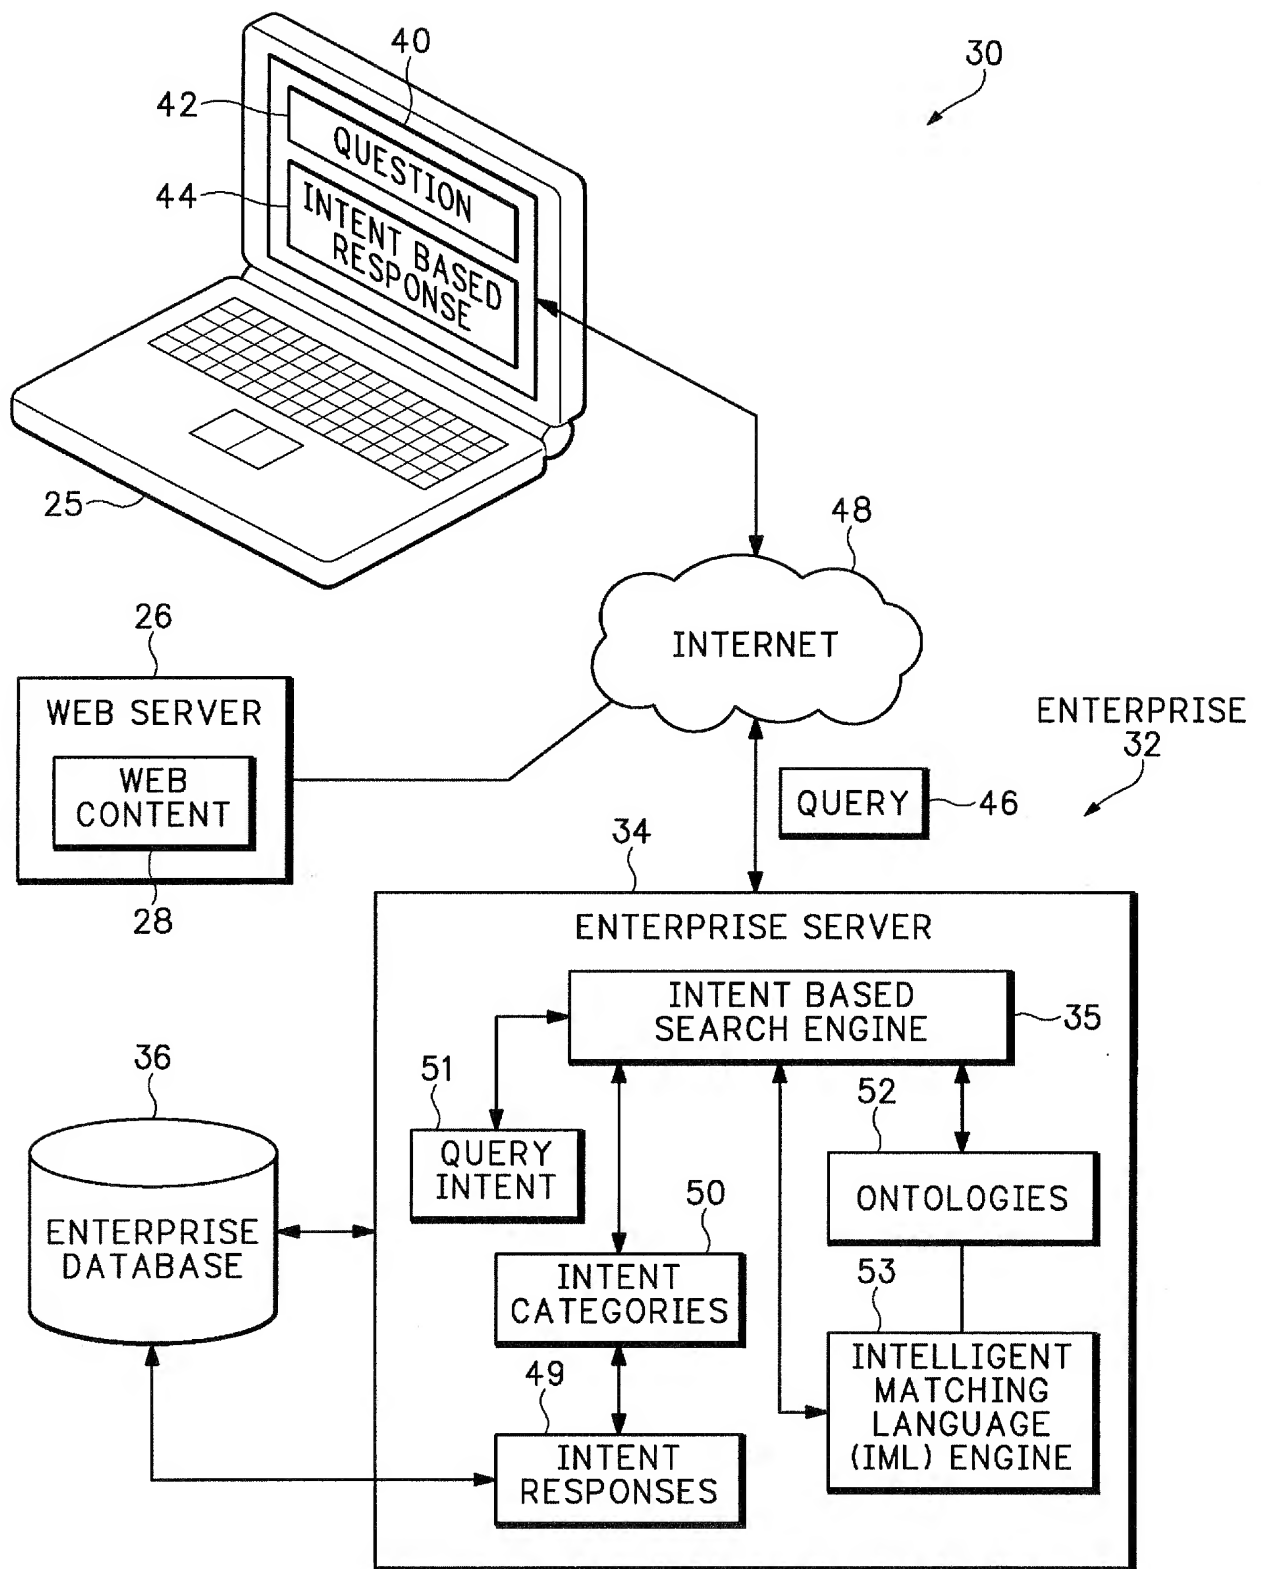 40
30
42
QUESTION
44
INTENT BASED
RESPONSE
25
48
INTERNET
26
WEB SERVER
WEB
CONTENT
28
ENTERPRISE
32
QUERY
46
34
ENTERPRISE SERVER
INTENT BASED
SEARCH ENGINE
35
36
ENTERPRISE
DATABASE
51
QUERY
INTENT
52
ONTOLOGIES
50
INTENT
CATEGORIES
53
INTELLIGENT
MATCHING
LANGUAGE
(IML) ENGINE
49
INTENT
RESPONSES